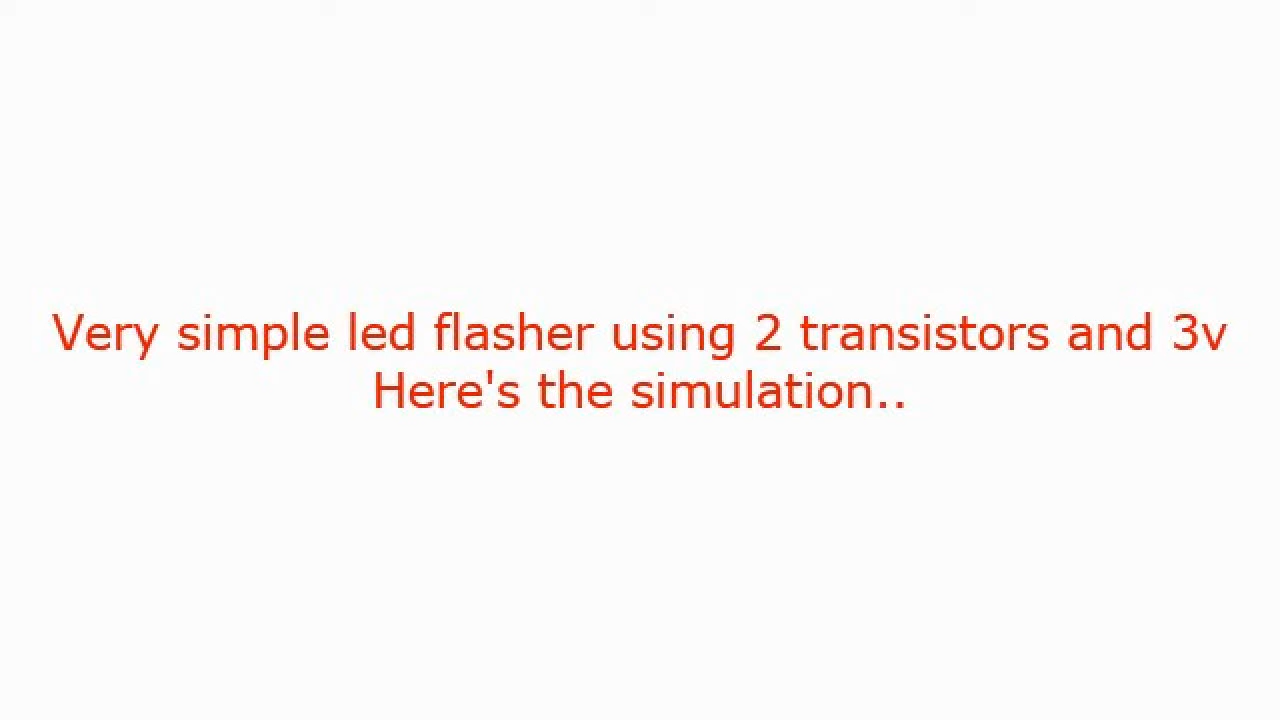 Very simple led flasher using 2 transistors and 3v
Here's the simulation..